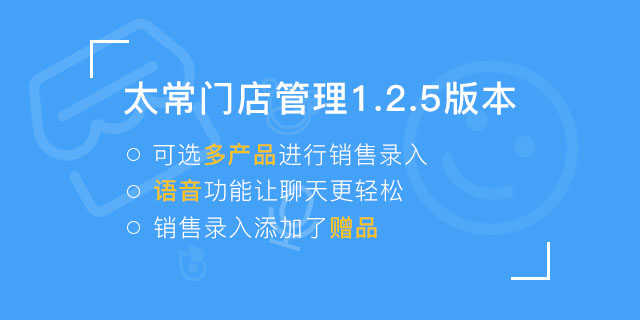 太常门店管理1.2.5版本
可选多产品进行销售录入
语音功能让聊天更轻松
销售录入添加了赠品